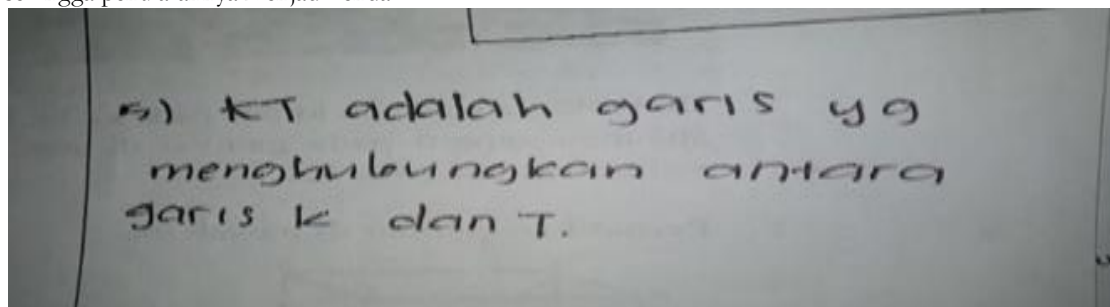 5) KT adalah garis yg
menghubungkan antara
garis k dan T.